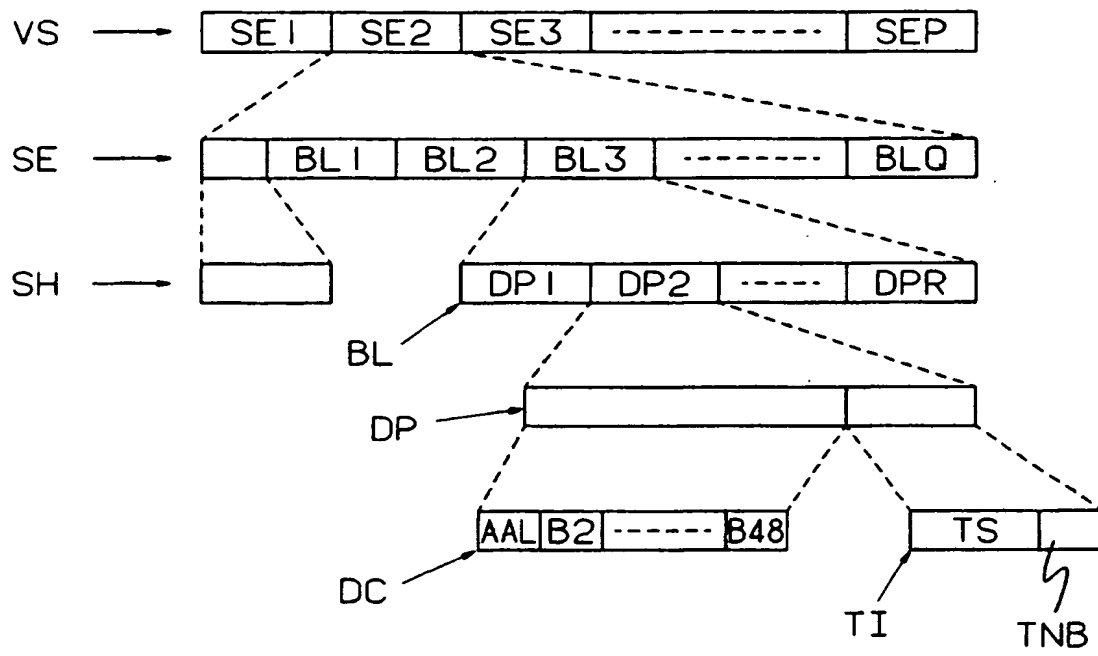 VS SE1 SE2 SE3 SEP
SE BL1 BL2 BL3 BLQ
SH DP1 DP2 DPR
BL
DP
AAL B2 B48 TS
DC
TI
TNB